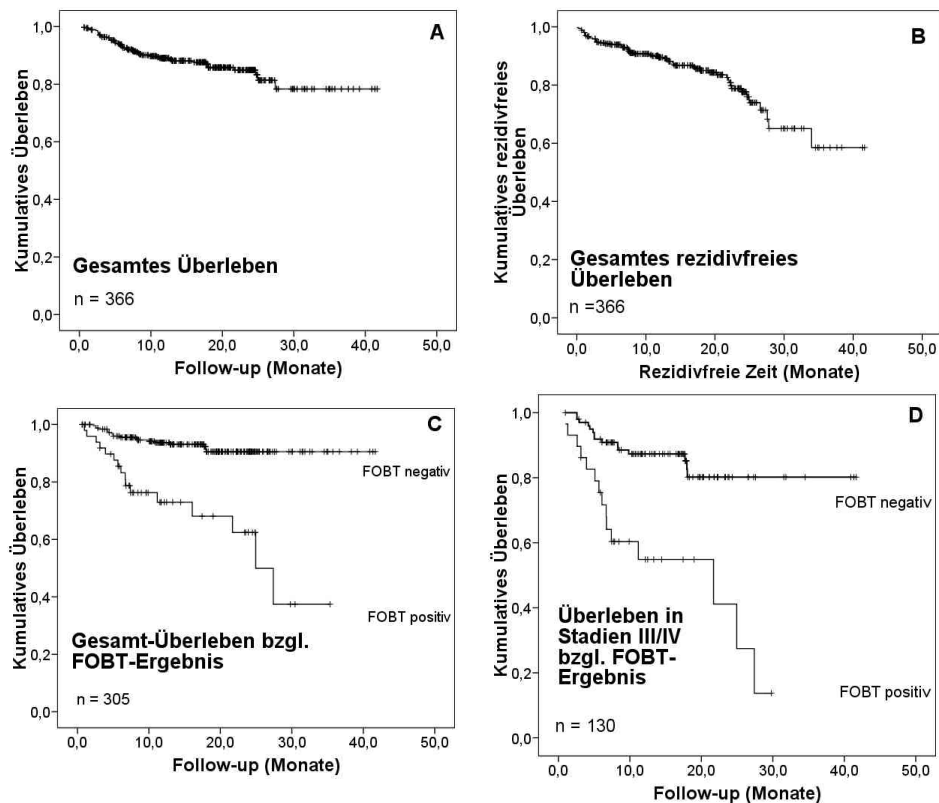 A
Kumulatives Überleben
1,0
0,8
0,6
0,4
0,2
0,0
Gesamtes Überleben
n = 366
0,0 10,0 20,0 30,0 40,0 50,0
Follow-up (Monate)
B
Kumulatives rezidivfreies
Überleben
1,0
0,8
0,6
0,4
0,2
0,0
Gesamtes rezidivfreies
Überleben
n =366
0,0 10,0 20,0 30,0 40,0 50,0
Rezidivfreie Zeit (Monate)
C
Kumulatives Überleben
1,0
0,8
0,6
0,4
0,2
0,0
FOBT negativ
FOBT positiv
Gesamt-Überleben bzgl.
FOBT-Ergebnis
n = 305
0,0 10,0 20,0 30,0 40,0 50,0
Follow-up (Monate)
D
Kumulatives Überleben
1,0
0,8
0,6
0,4
0,2
0,0
FOBT negativ
Überleben in
Stadien III/IV
bzgl. FOBT-
Ergebnis
FOBT positiv
n = 130
0,0 10,0 20,0 30,0 40,0 50,0
Follow-up (Monate)